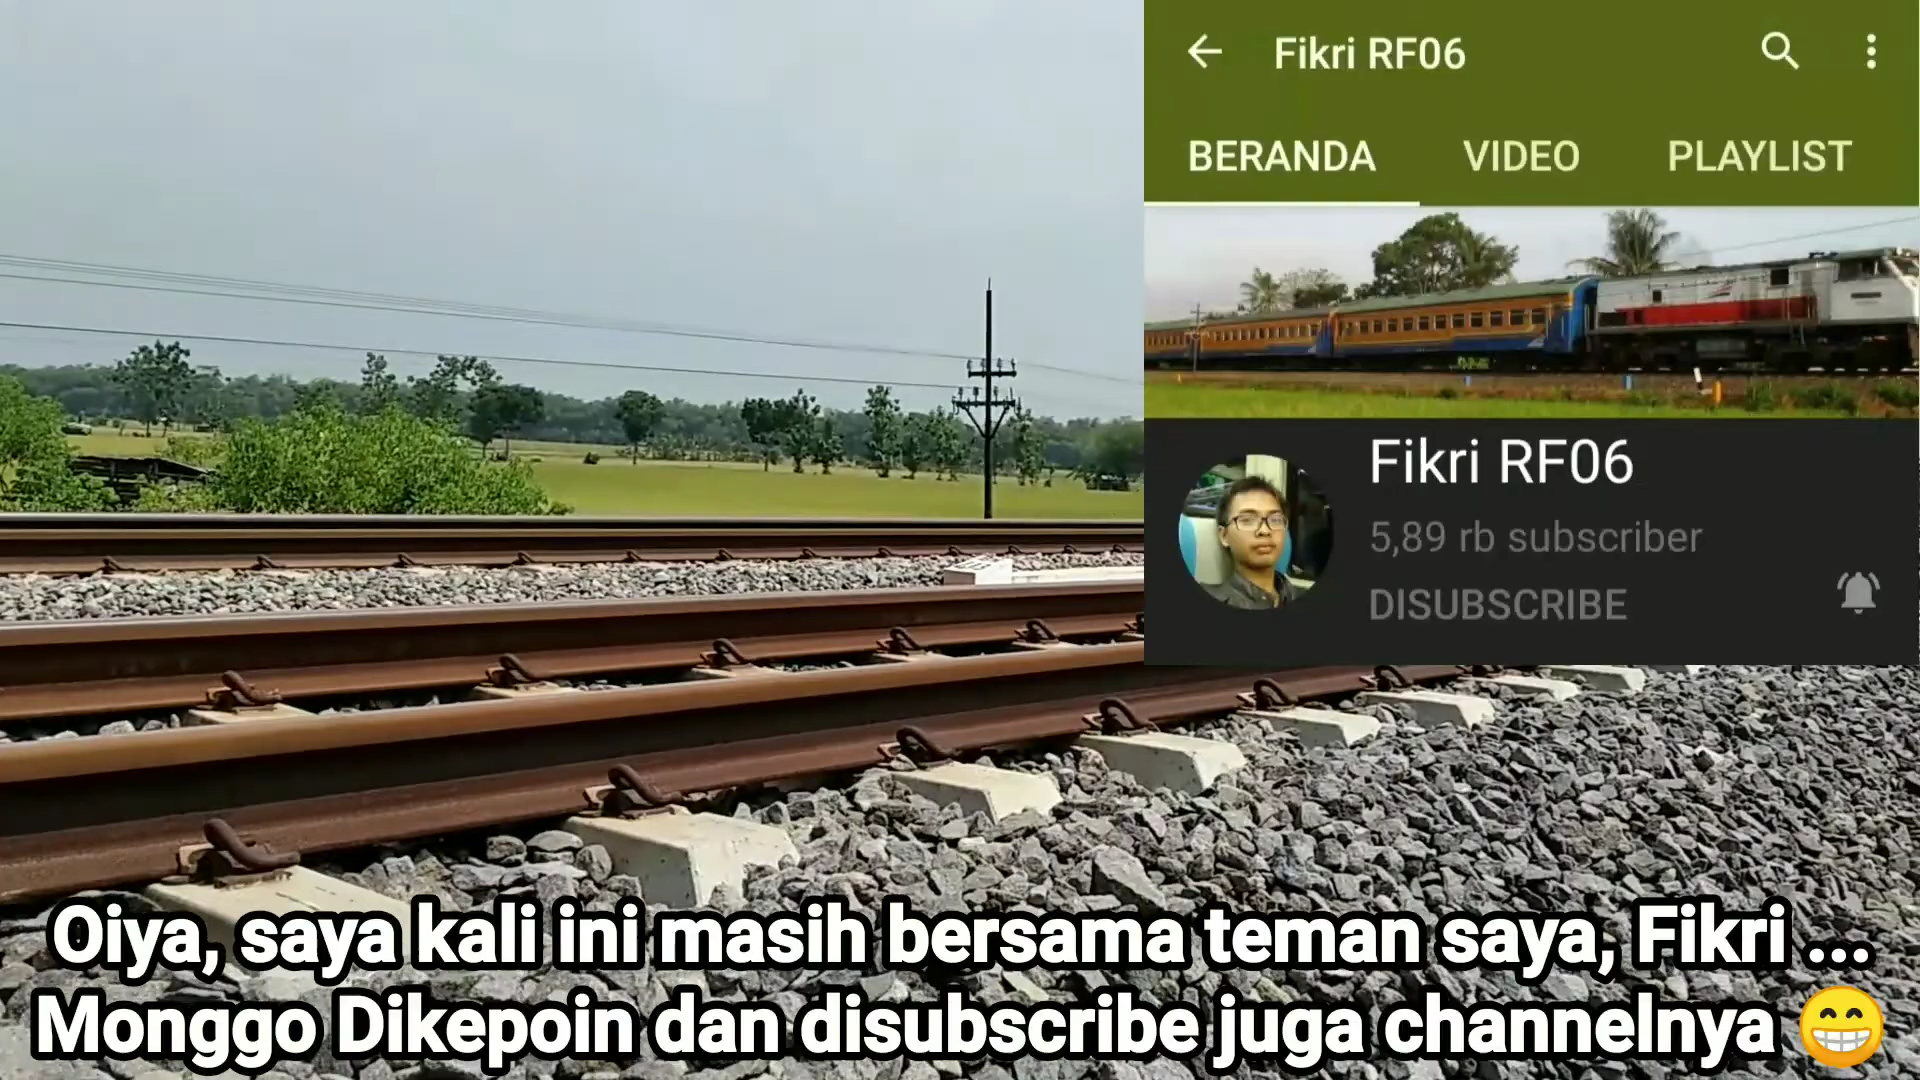 Fikri RF06
BERANDA VIDEO PLAYLIST
Fikri RF06
5,89 rb subscriber
DISUBSCRIBE
Oiya, saya kali ini masih bersama teman saya, Fikri ...
Monggo Dikepoin dan disubscribe juga channelnya 😁